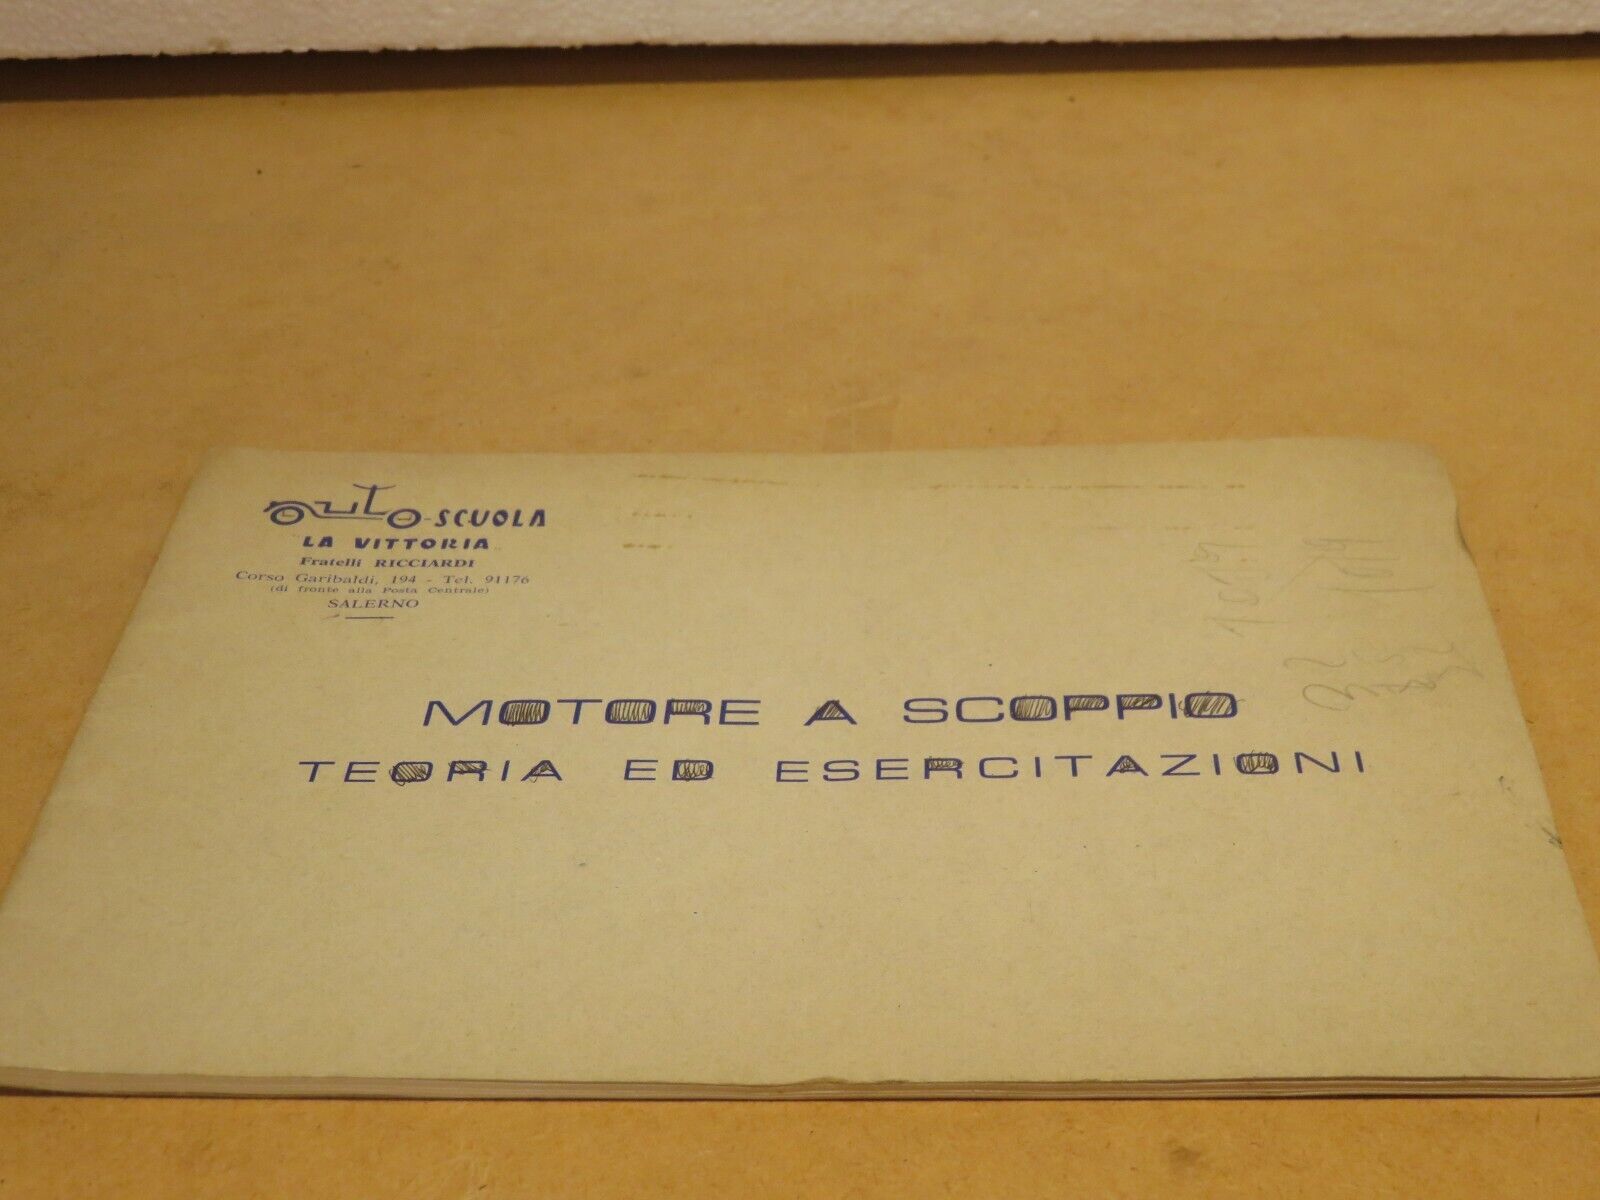 AUTO-SCUOLA
"LA VITTORIA"
Fratelli RICCIARDI
Corso Garibaldi, 194 - Tel. 91176
(di fronte alla Posta Centrale)
SALERNO
MOTORE A SCOPPIO
TEORIA ED ESERCITAZIONI